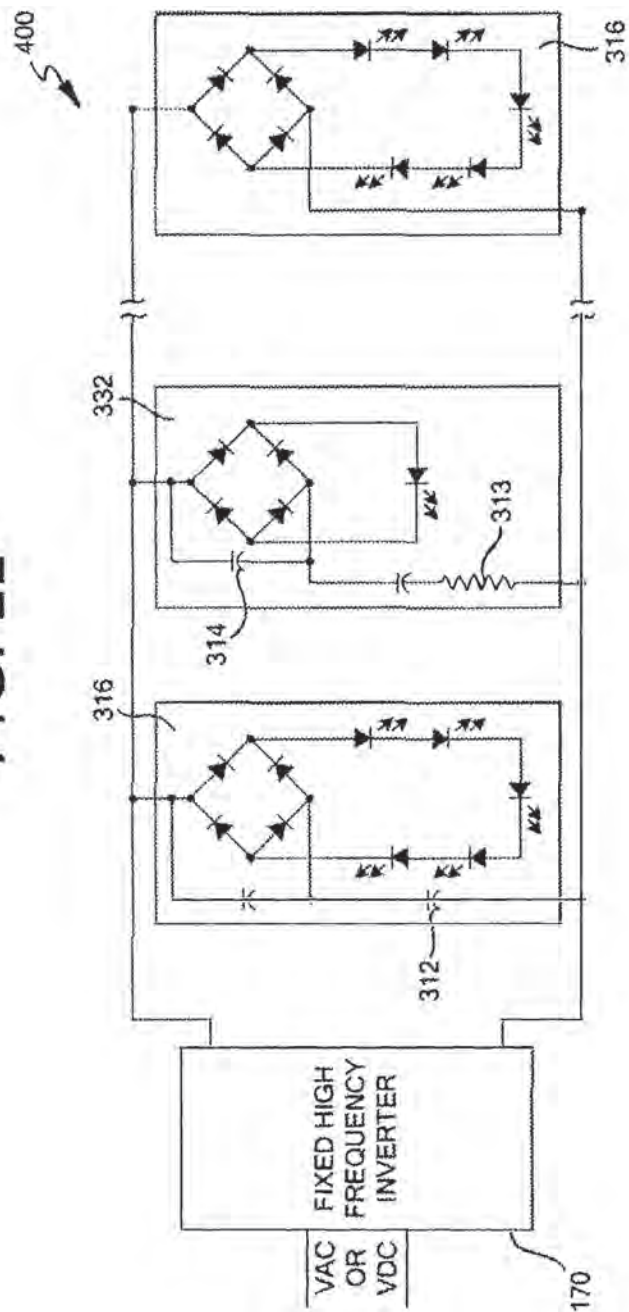 400
316
332
313
314
316
312
VAC
OR
VDC
FIXED HIGH
FREQUENCY
INVERTER
170